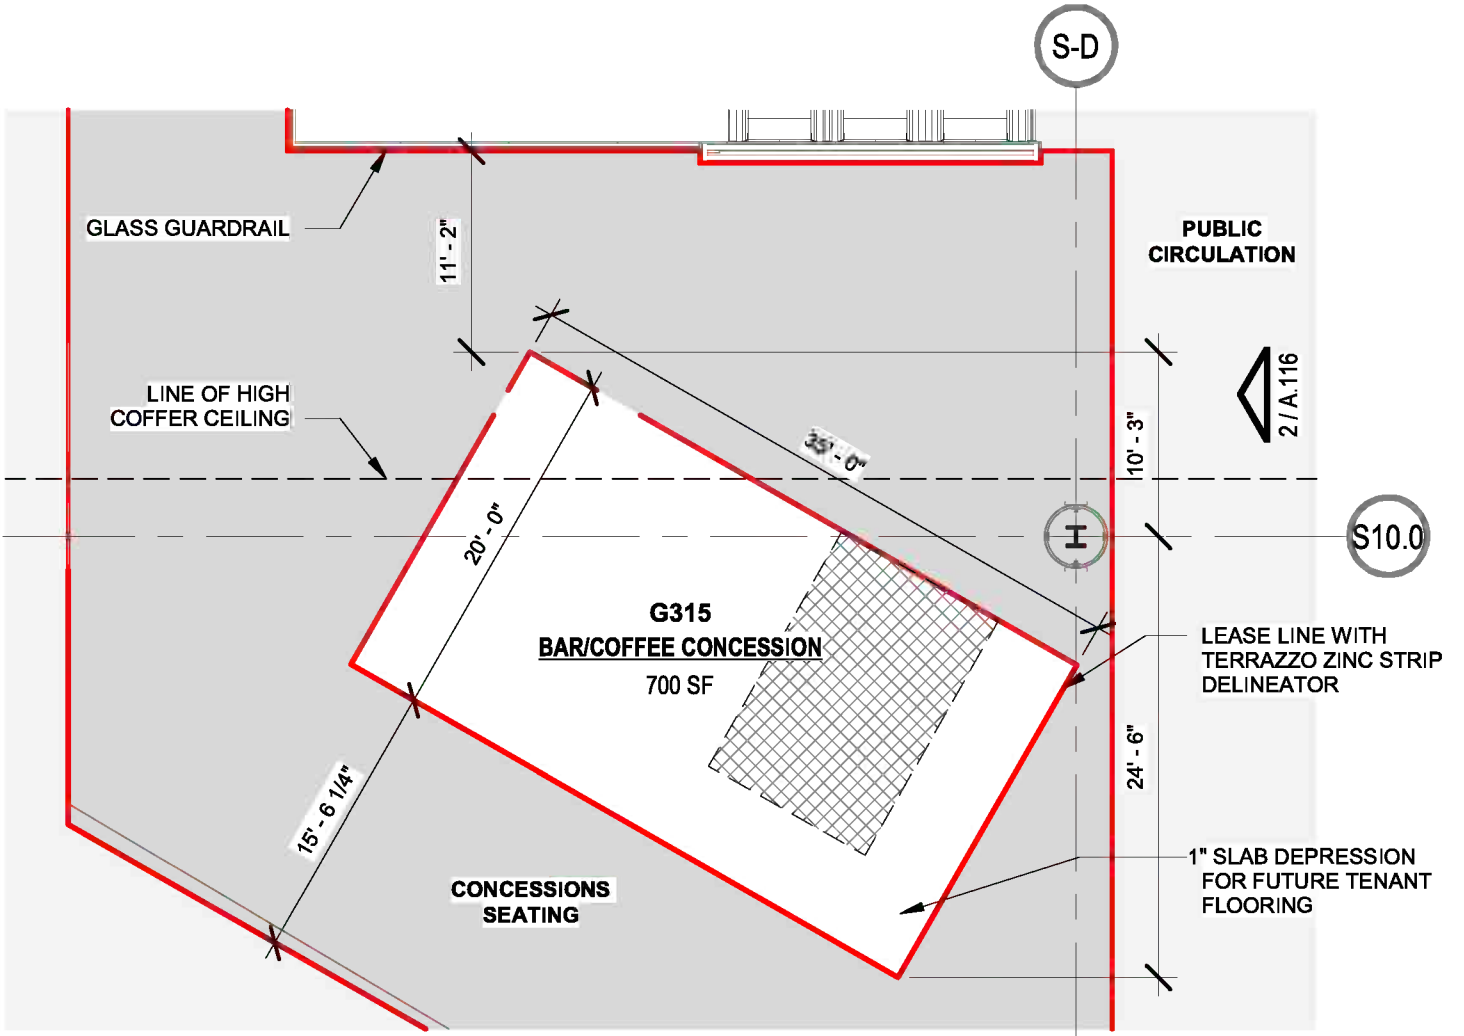 S-D
GLASS GUARDRAIL
11' - 2"
PUBLIC
CIRCULATION
LINE OF HIGH
COFFER CEILING
2 / A.116
10' - 3"
35' - 0"
20' - 0"
S10.0
G315
BAR/COFFEE CONCESSION
700 SF
LEASE LINE WITH
TERRAZZO ZINC STRIP
DELINEATOR
24' - 6"
15' - 6 1/4"
1" SLAB DEPRESSION
FOR FUTURE TENANT
FLOORING
CONCESSIONS
SEATING